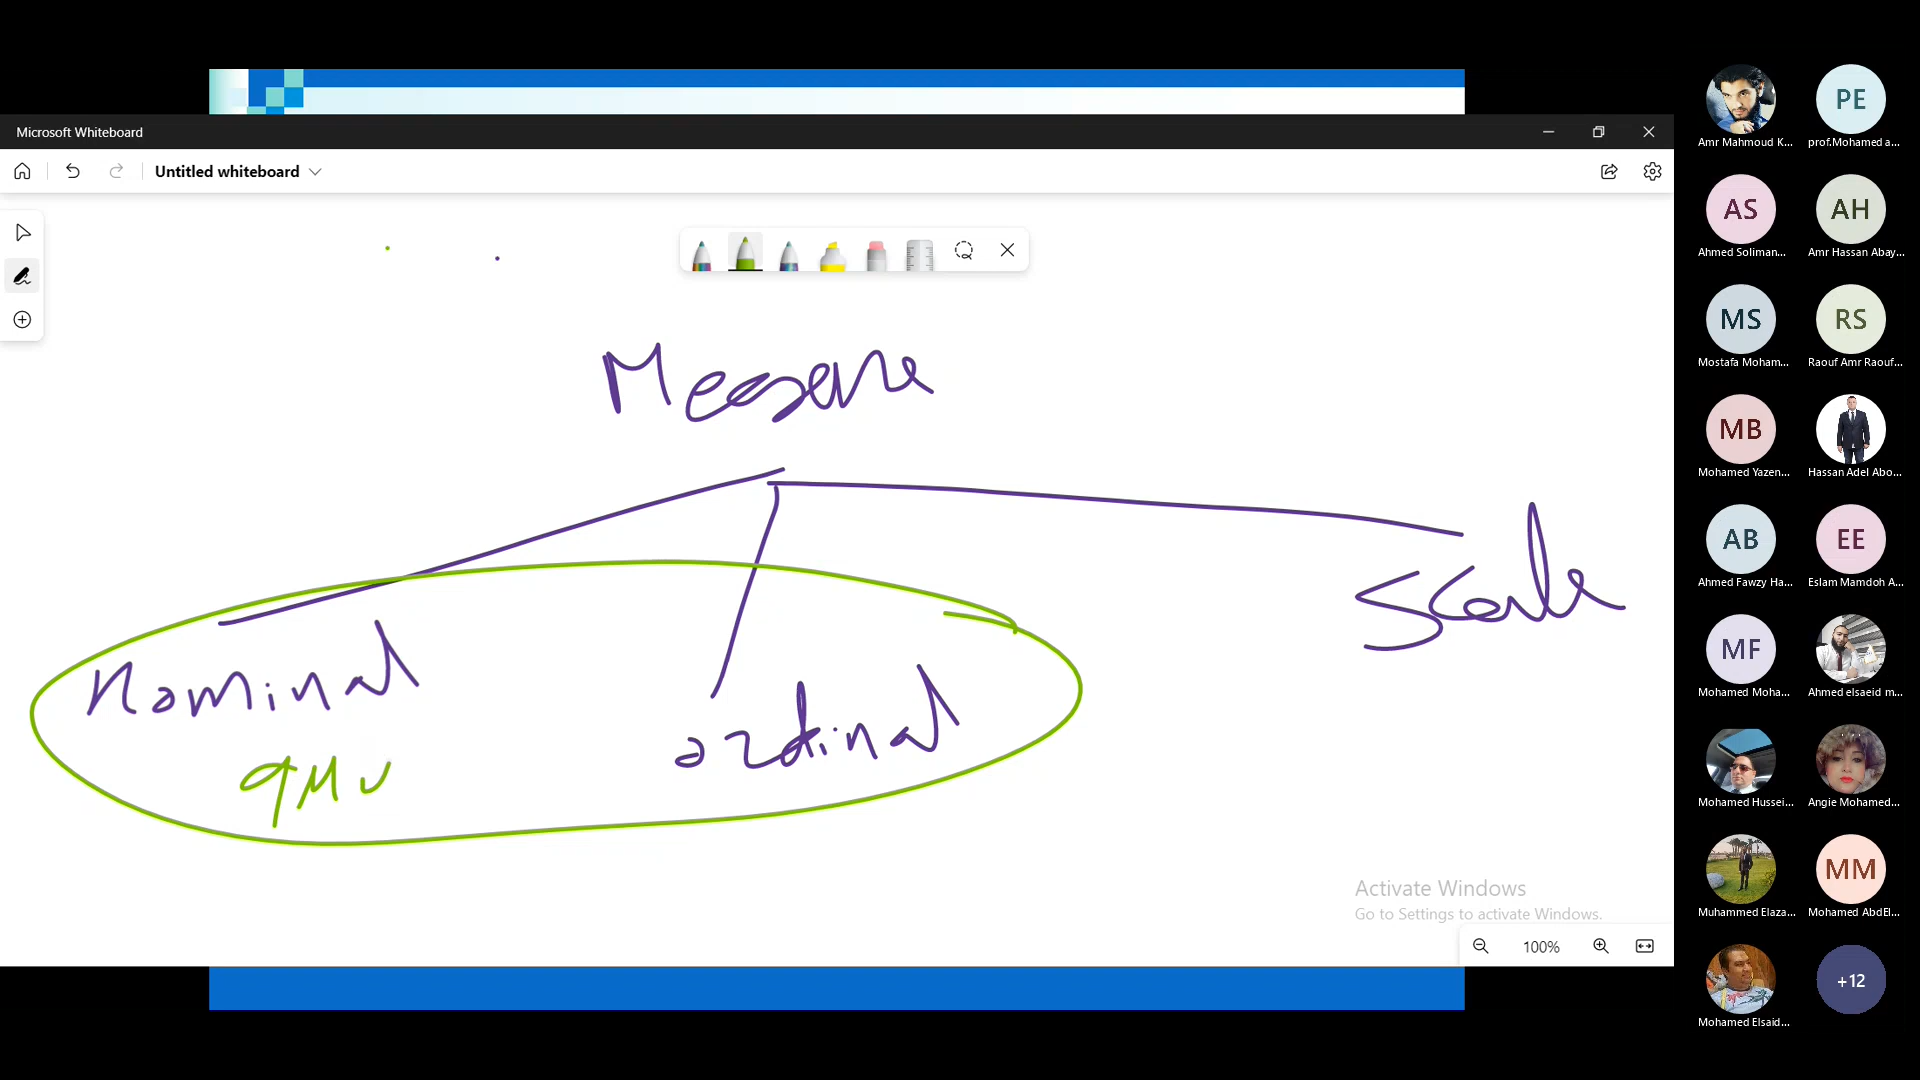 Microsoft Whiteboard
Untitled whiteboard
Measure
Nominal
ordinal
Scale
Activate Windows
Go to Settings to activate Windows.
100%
Amr Mahmoud K...
PE
prof.Mohamed a...
AS
Ahmed Soliman...
AH
Amr Hassan Abay...
MS
Mostafa Moham...
RS
Raouf Amr Raouf...
MB
Mohamed Yazen...
Hassan Adel Abo...
AB
Ahmed Fawzy Ha...
EE
Eslam Mamdoh A...
MF
Mohamed Moha...
Ahmed elsaeid m...
Mohamed Hussei...
Angie Mohamed...
Muhammed Elaza...
MM
Mohamed AbdEl...
Mohamed Elsaid...
+12